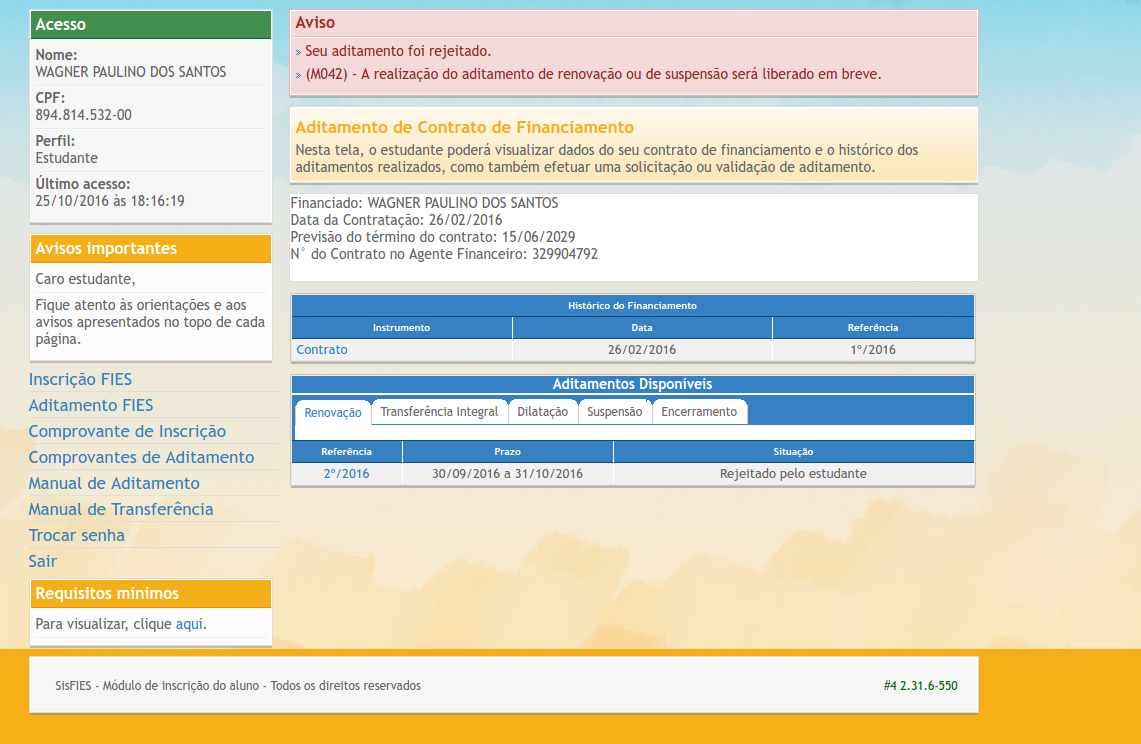 Acesso
Nome:
WAGNER PAULINO DOS SANTOS
CPF:
894.814.532-00
Perfil:
Estudante
Último acesso:
25/10/2016 às 18:16:19
Avisos importantes
Caro estudante,
Fique atento às orientações e aos
avisos apresentados no topo de cada
página.
Inscrição FIES
Aditamento FIES
Comprovante de Inscrição
Comprovantes de Aditamento
Manual de Aditamento
Manual de Transferência
Trocar senha
Sair
Requisitos mínimos
Para visualizar, clique aqui.
Aviso
» Seu aditamento foi rejeitado.
» (M042) - A realização do aditamento de renovação ou de suspensão será liberado em breve.
Aditamento de Contrato de Financiamento
Nesta tela, o estudante poderá visualizar dados do seu contrato de financiamento e o histórico dos
aditamentos realizados, como também efetuar uma solicitação ou validação de aditamento.
Financiado: WAGNER PAULINO DOS SANTOS
Data da Contratação: 26/02/2016
Previsão do término do contrato: 15/06/2029
N° do Contrato no Agente Financeiro: 329904792
Histórico do Financiamento
Instrumento Data Referência
Contrato 26/02/2016 1º/2016
Aditamentos Disponíveis
Renovação Transferência Integral Dilatação Suspensão Encerramento
Referência Prazo Situação
2º/2016 30/09/2016 a 31/10/2016 Rejeitado pelo estudante
SisFIES - Módulo de inscrição do aluno - Todos os direitos reservados #4 2.31.6-550